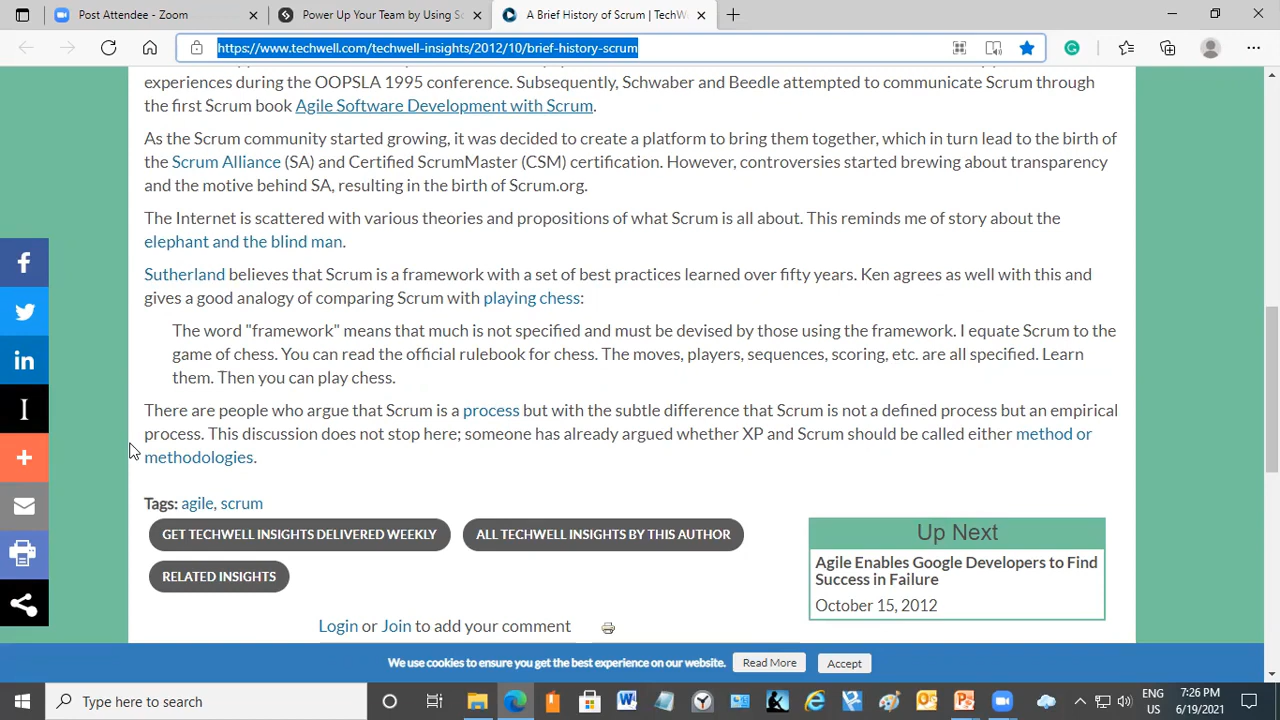 Post Attendee - Zoom
Power Up Your Team by Using Sc
A Brief History of Scrum | TechW
https://www.techwell.com/techwell-insights/2012/10/brief-history-scrum
experiences during the OOPSLA 1995 conference. Subsequently, Schwaber and Beedle attempted to communicate Scrum through
the first Scrum book Agile Software Development with Scrum.
As the Scrum community started growing, it was decided to create a platform to bring them together, which in turn lead to the birth of
the Scrum Alliance (SA) and Certified ScrumMaster (CSM) certification. However, controversies started brewing about transparency
and the motive behind SA, resulting in the birth of Scrum.org.
The Internet is scattered with various theories and propositions of what Scrum is all about. This reminds me of story about the
elephant and the blind man.
Sutherland believes that Scrum is a framework with a set of best practices learned over fifty years. Ken agrees as well with this and
gives a good analogy of comparing Scrum with playing chess:
The word "framework" means that much is not specified and must be devised by those using the framework. I equate Scrum to the
game of chess. You can read the official rulebook for chess. The moves, players, sequences, scoring, etc. are all specified. Learn
them. Then you can play chess.
There are people who argue that Scrum is a process but with the subtle difference that Scrum is not a defined process but an empirical
process. This discussion does not stop here; someone has already argued whether XP and Scrum should be called either method or
methodologies.
Tags: agile, scrum
GET TECHWELL INSIGHTS DELIVERED WEEKLY
ALL TECHWELL INSIGHTS BY THIS AUTHOR
RELATED INSIGHTS
Up Next
Agile Enables Google Developers to Find
Success in Failure
October 15, 2012
Login or Join to add your comment
We use cookies to ensure you get the best experience on our website.
Read More
Accept
Type here to search
ENG
US
7:26 PM
6/19/2021